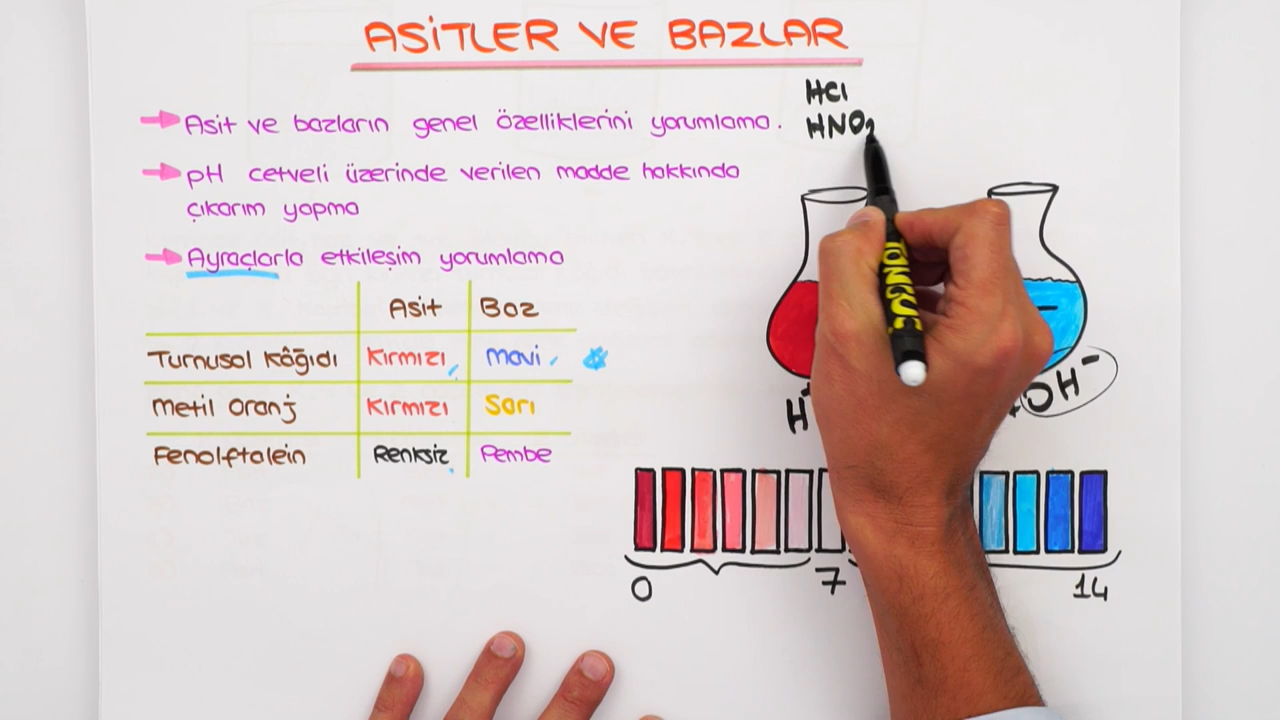 ASİTLER VE BAZLAR
HCl
HNO
→ Asit ve bazların genel özelliklerini yorumlama.
→ pH cetveli üzerinde verilen madde hakkında
çıkarım yapma
→ Ayraçlarla etkileşim yorumlama
Asit Baz
Turnusol Kâğıdı Kırmızı Mavi
Metil Oranj Kırmızı Sarı
Fenolftalein Renksiz Pembe
H+ OH-
0 7 14